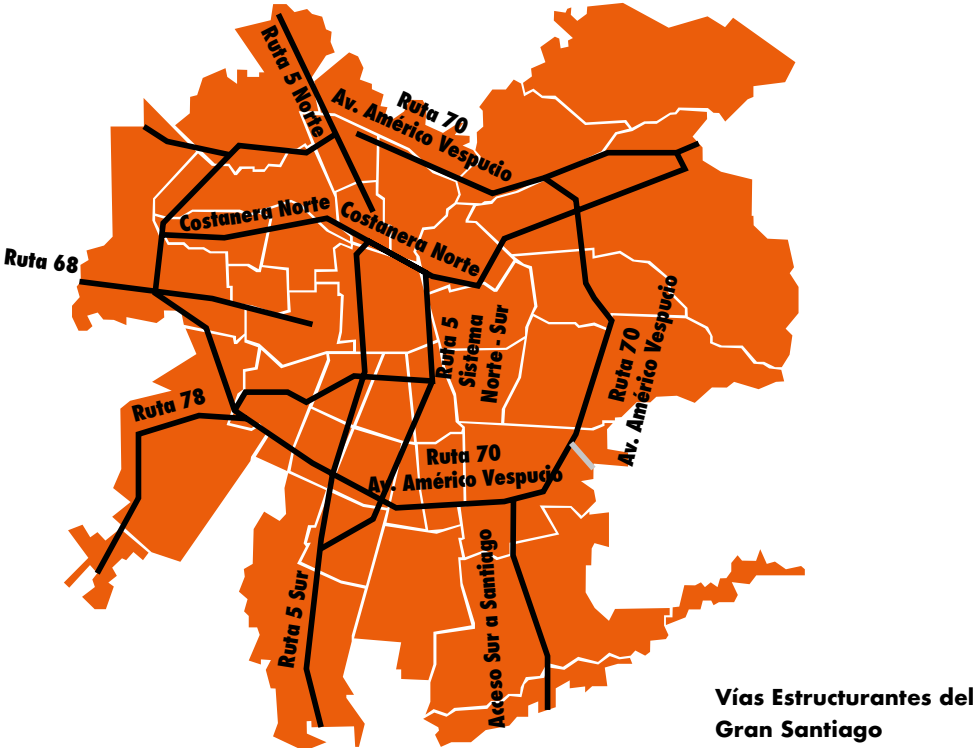 Ruta 5 Norte
Ruta 70
Av. Américo Vespucio
Costanera Norte
Costanera Norte
Ruta 68
Ruta 5
Sistema
Norte - Sur
Ruta 70
Av. Américo Vespucio
Ruta 78
Ruta 70
Av. Américo Vespucio
Ruta 5 Sur
Acceso Sur a Santiago
Vías Estructurantes del
Gran Santiago